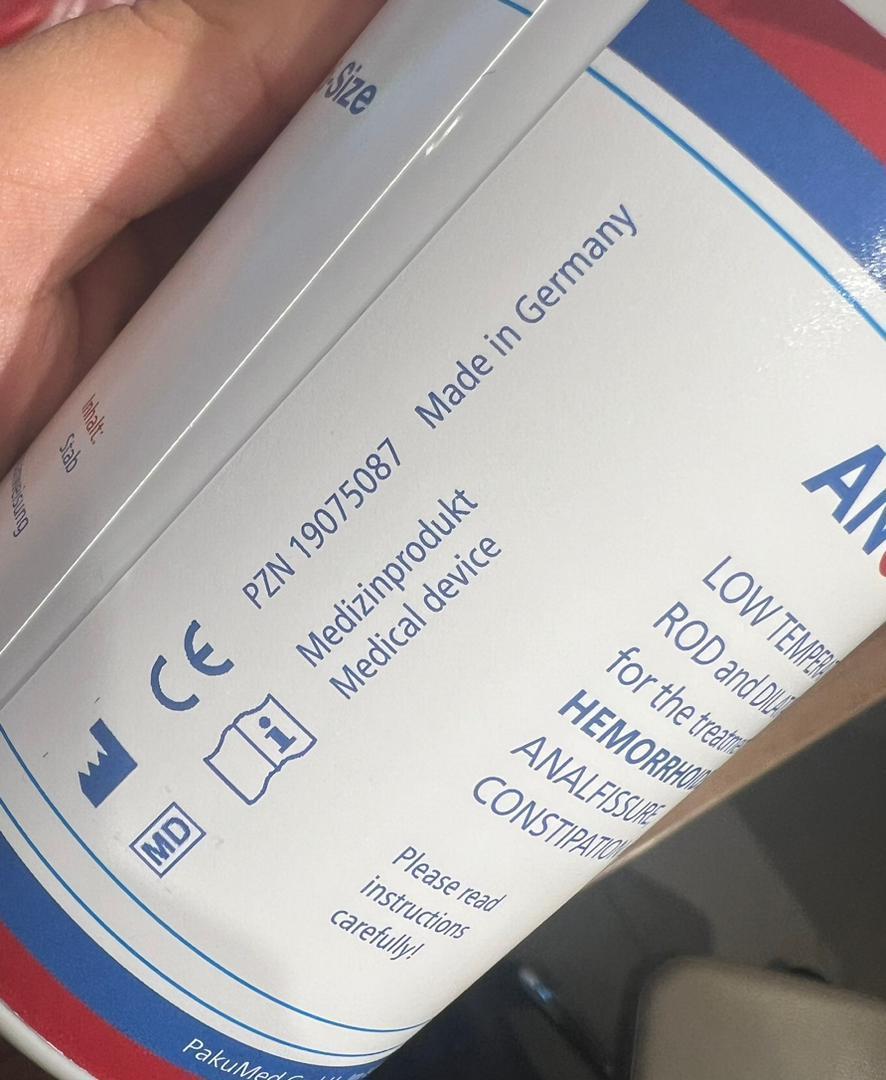 -Size
Inhalt:
Stab
PZN 19075087 Made in Germany
CE
Medizinprodukt
Medical device
MD
i
LOW
ROD and
for the
HEMORRHOID
ANALFISSURE
CONSTIPATION
Please read
instructions
carefully!
PakuMed